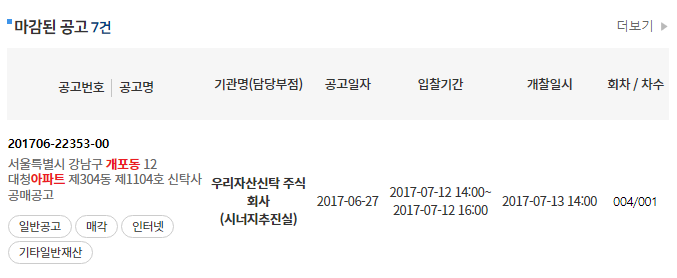 마감된 공고 7건
더보기
공고번호 | 공고명
기관명(담당부점)
공고일자
입찰기간
개찰일시
회차 / 차수
201706-22353-00
서울특별시 강남구 개포동 12
대청아파트 제304동 제1104호 신탁사
공매공고
일반공고
매각
인터넷
기타일반재산
우리자산신탁 주식
회사
(시너지추진실)
2017-06-27
2017-07-12 14:00~
2017-07-12 16:00
2017-07-13 14:00
004/001